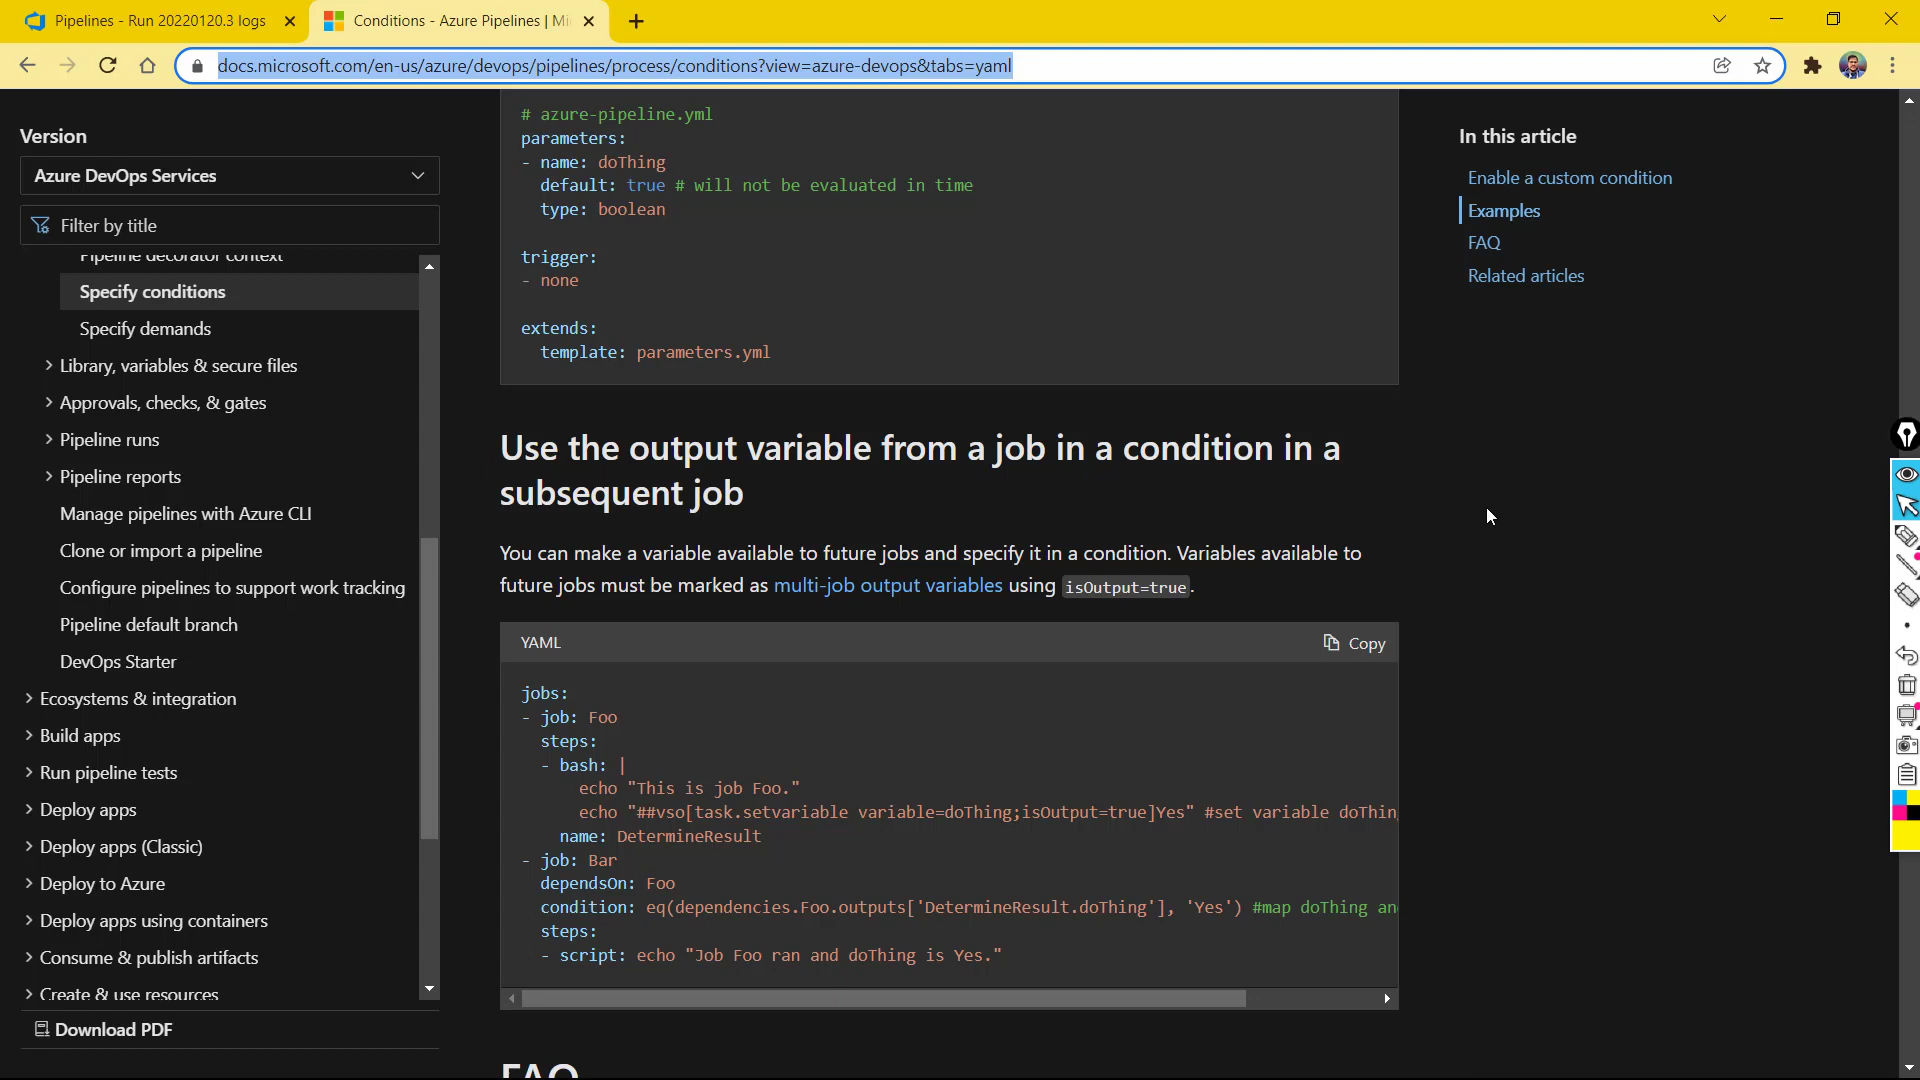 Pipelines - Run 20220120.3 logs
Conditions - Azure Pipelines | Mi
docs.microsoft.com/en-us/azure/devops/pipelines/process/conditions?view=azure-devops&tabs=yaml
Version
Azure DevOps Services
Filter by title
Pipeline decorator context
Specify conditions
Specify demands
Library, variables & secure files
Approvals, checks, & gates
Pipeline runs
Pipeline reports
Manage pipelines with Azure CLI
Clone or import a pipeline
Configure pipelines to support work tracking
Pipeline default branch
DevOps Starter
Ecosystems & integration
Build apps
Run pipeline tests
Deploy apps
Deploy apps (Classic)
Deploy to Azure
Deploy apps using containers
Consume & publish artifacts
Create & use resources
Download PDF
# azure-pipeline.yml
parameters:
- name: doThing
default: true # will not be evaluated in time
type: boolean
trigger:
- none
extends:
template: parameters.yml
Use the output variable from a job in a condition in a
subsequent job
You can make a variable available to future jobs and specify it in a condition. Variables available to
future jobs must be marked as multi-job output variables using isOutput=true.
YAML
Copy
jobs:
- job: Foo
steps:
- bash: |
echo "This is job Foo."
echo "##vso[task.setvariable variable=doThing;isOutput=true]Yes" #set variable doThin
name: DetermineResult
- job: Bar
dependsOn: Foo
condition: eq(dependencies.Foo.outputs['DetermineResult.doThing'], 'Yes') #map doThing an
steps:
- script: echo "Job Foo ran and doThing is Yes."
FAQ
In this article
Enable a custom condition
Examples
FAQ
Related articles